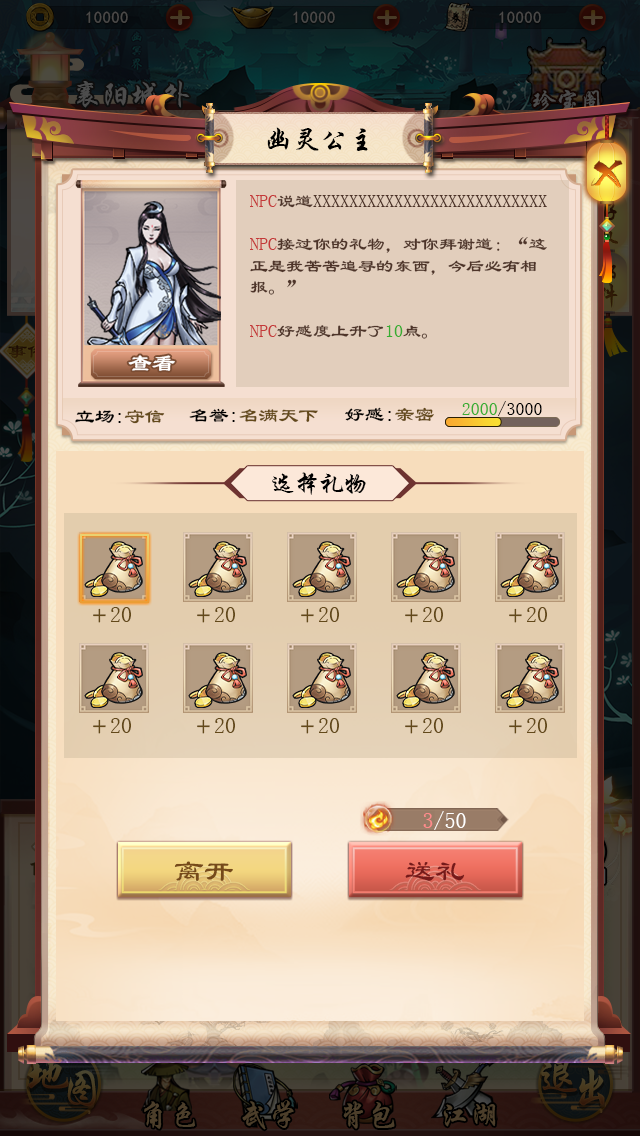 10000 10000 10000
襄阳城外
珍宝阁
幽灵公主
NPC说道XXXXXXXXXXXXXXXXXXXXXXXXXX
NPC接过你的礼物，对你拜谢道：“这
正是我苦苦追寻的东西，今后必有相
报。”
NPC好感度上升了10点。
查看
立场:守信 名誉:名满天下 好感:亲密 2000/3000
选择礼物
+20 +20 +20 +20 +20
+20 +20 +20 +20 +20
3/50
离开 送礼
地图 角色 武学 背包 江湖 退出